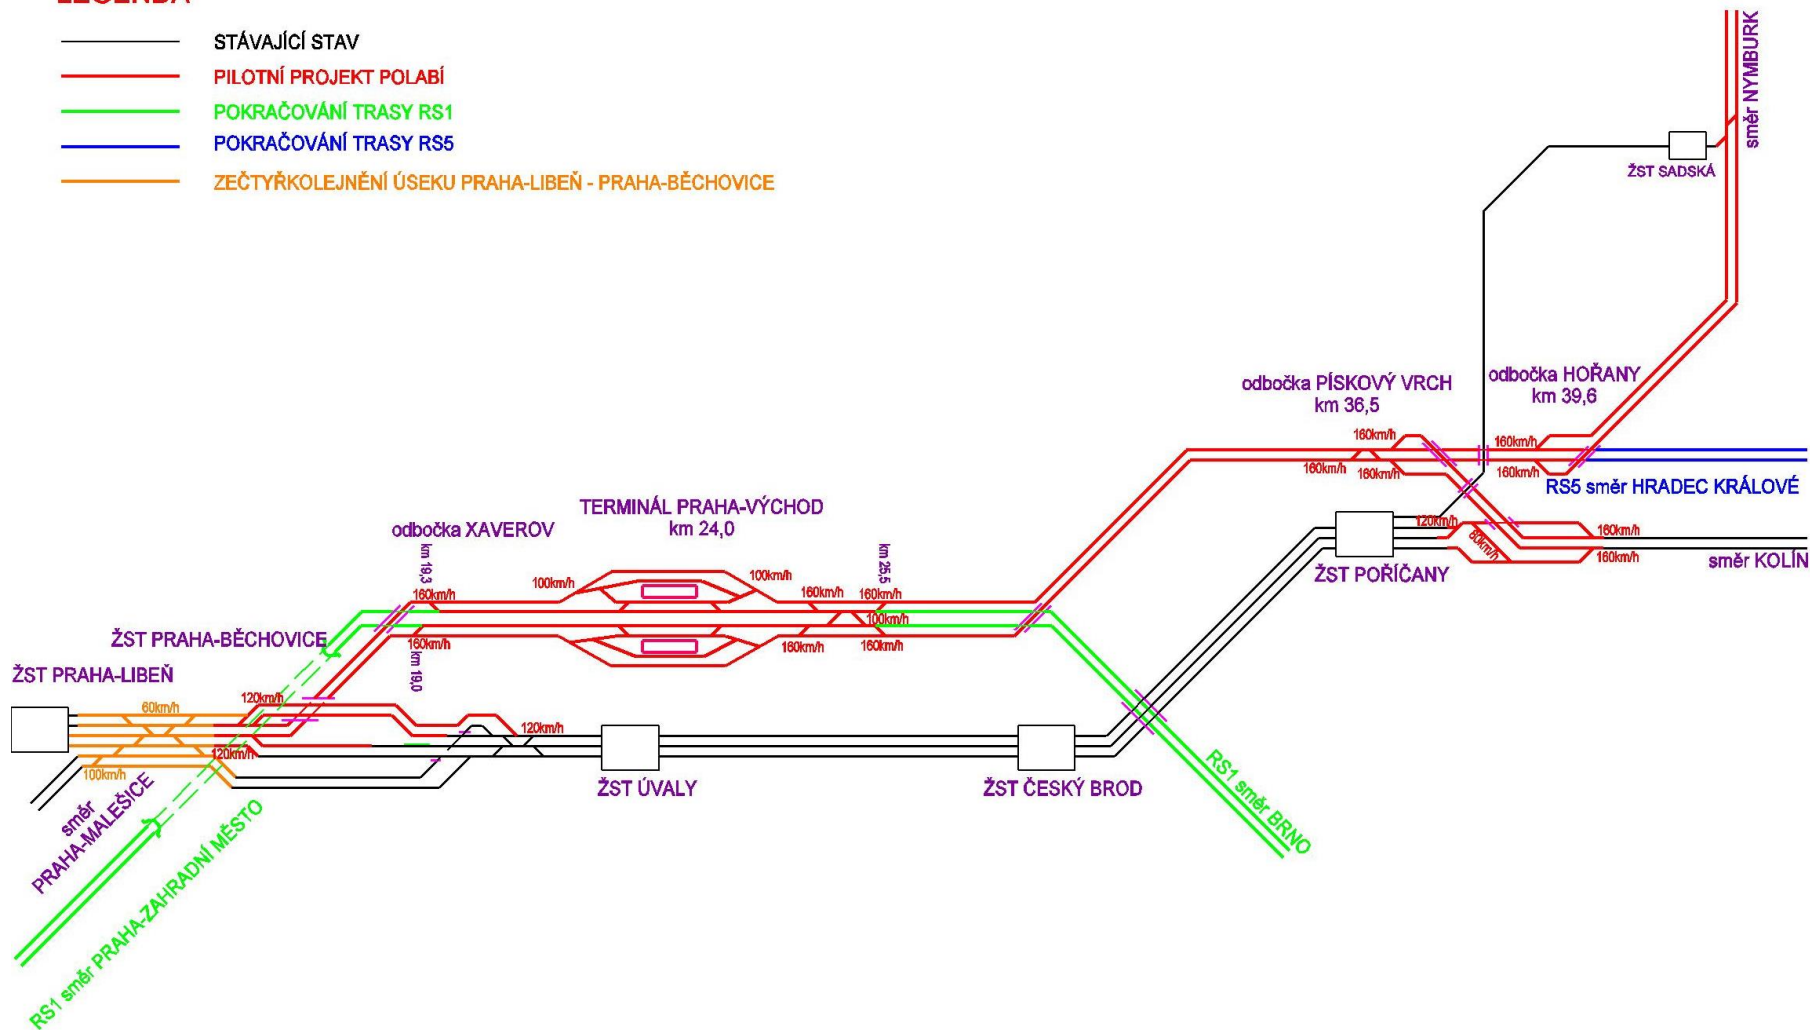 LEGENDA
STÁVAJÍCÍ STAV
PILOTNÍ PROJEKT POLABÍ
POKRAČOVÁNÍ TRASY RS1
POKRAČOVÁNÍ TRASY RS5
ZEČTYŘKOLEJNĚNÍ ÚSEKU PRAHA-LIBEŇ - PRAHA-BĚCHOVICE
směr NYMBURK
ŽST SADSKÁ
odbočka PÍSKOVÝ VRCH
km 36,5
odbočka HOŘANY
km 39,6
160km/h
160km/h
160km/h
160km/h
160km/h
RS5 směr HRADEC KRÁLOVÉ
TERMINÁL PRAHA-VÝCHOD
km 24,0
odbočka XAVEROV
km 19,3
km 25,5
120km/h
60km/h
160km/h
160km/h
směr KOLÍN
ŽST POŘÍČANY
100km/h
100km/h
160km/h
160km/h
160km/h
100km/h
160km/h
160km/h
160km/h
km 19,0
ŽST PRAHA-BĚCHOVICE
ŽST PRAHA-LIBEŇ
60km/h
120km/h
120km/h
120km/h
100km/h
ŽST ÚVALY
ŽST ČESKÝ BROD
RS1 směr BRNO
směr
PRAHA-MALEŠICE
RS1 směr PRAHA-ZAHRADNÍ MĚSTO